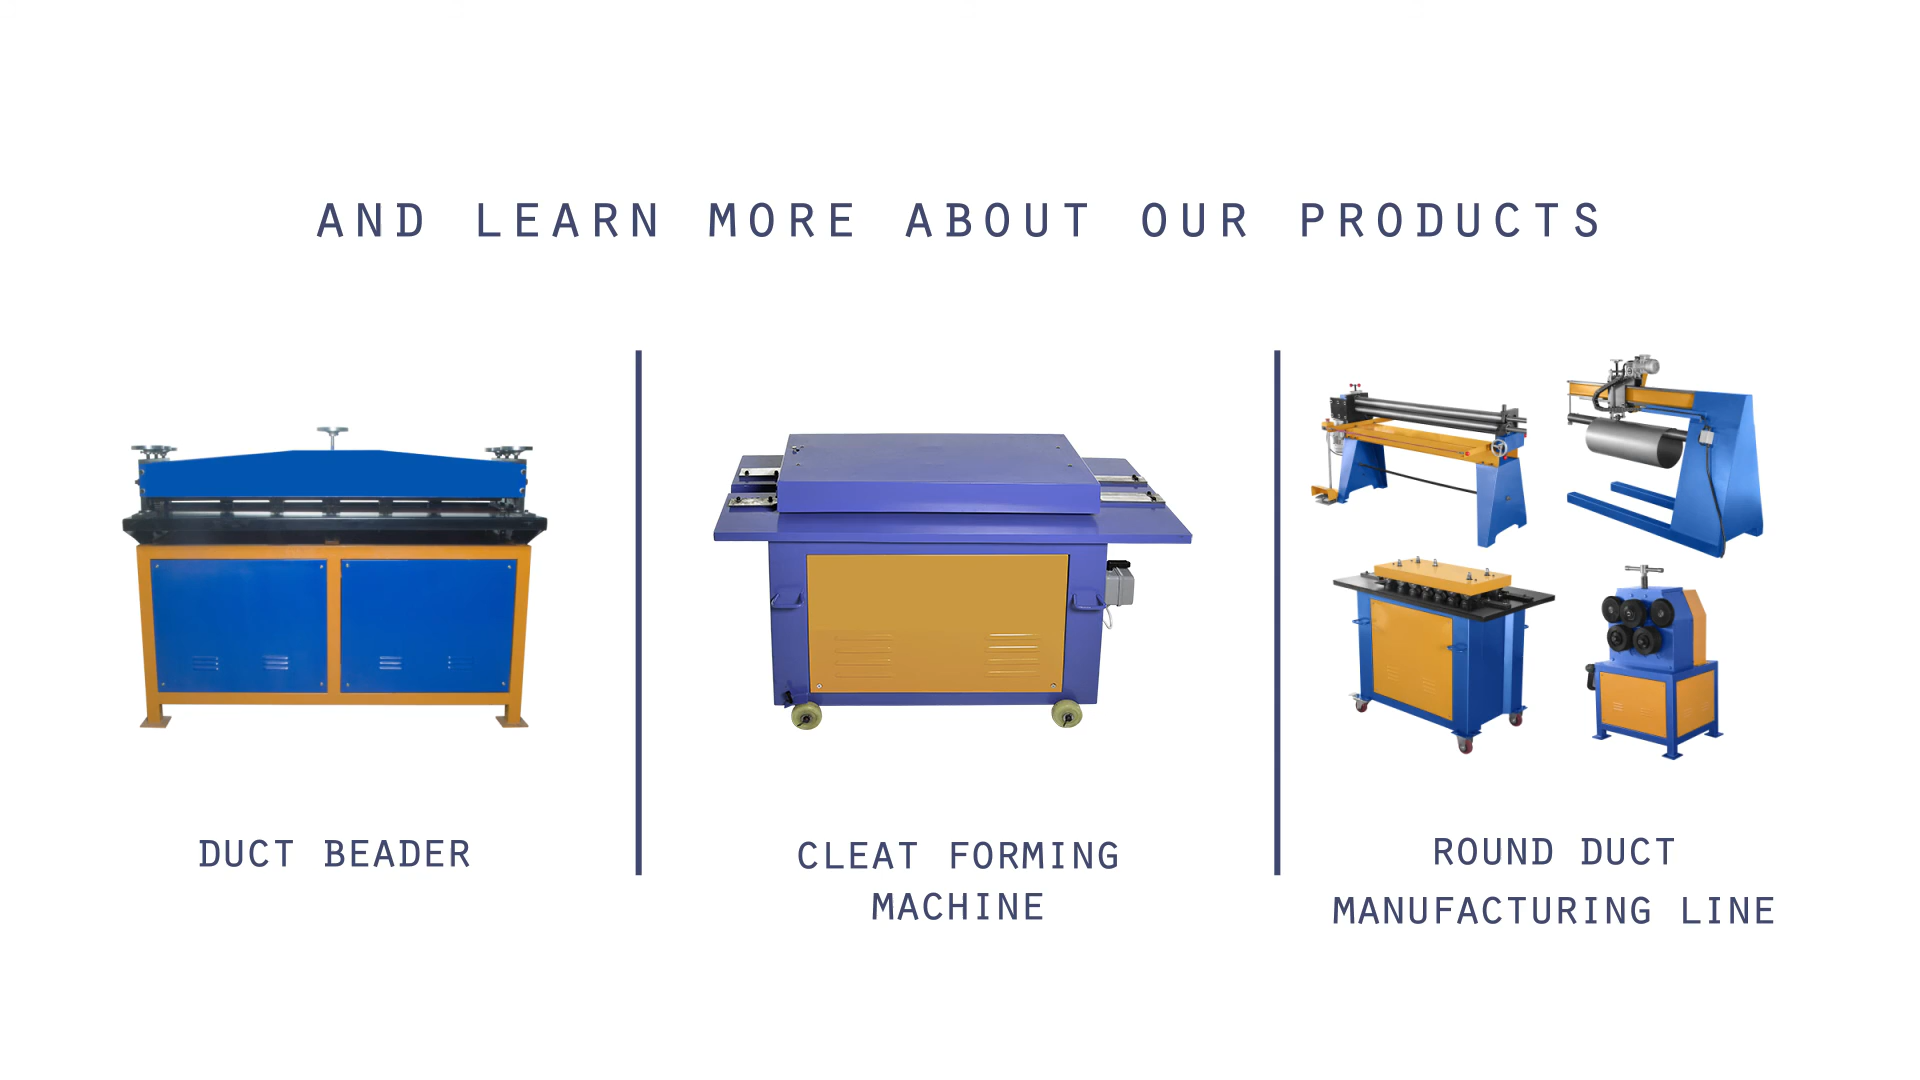 AND LEARN MORE ABOUT OUR PRODUCTS
DUCT BEADER
CLEAT FORMING
MACHINE
ROUND DUCT
MANUFACTURING LINE